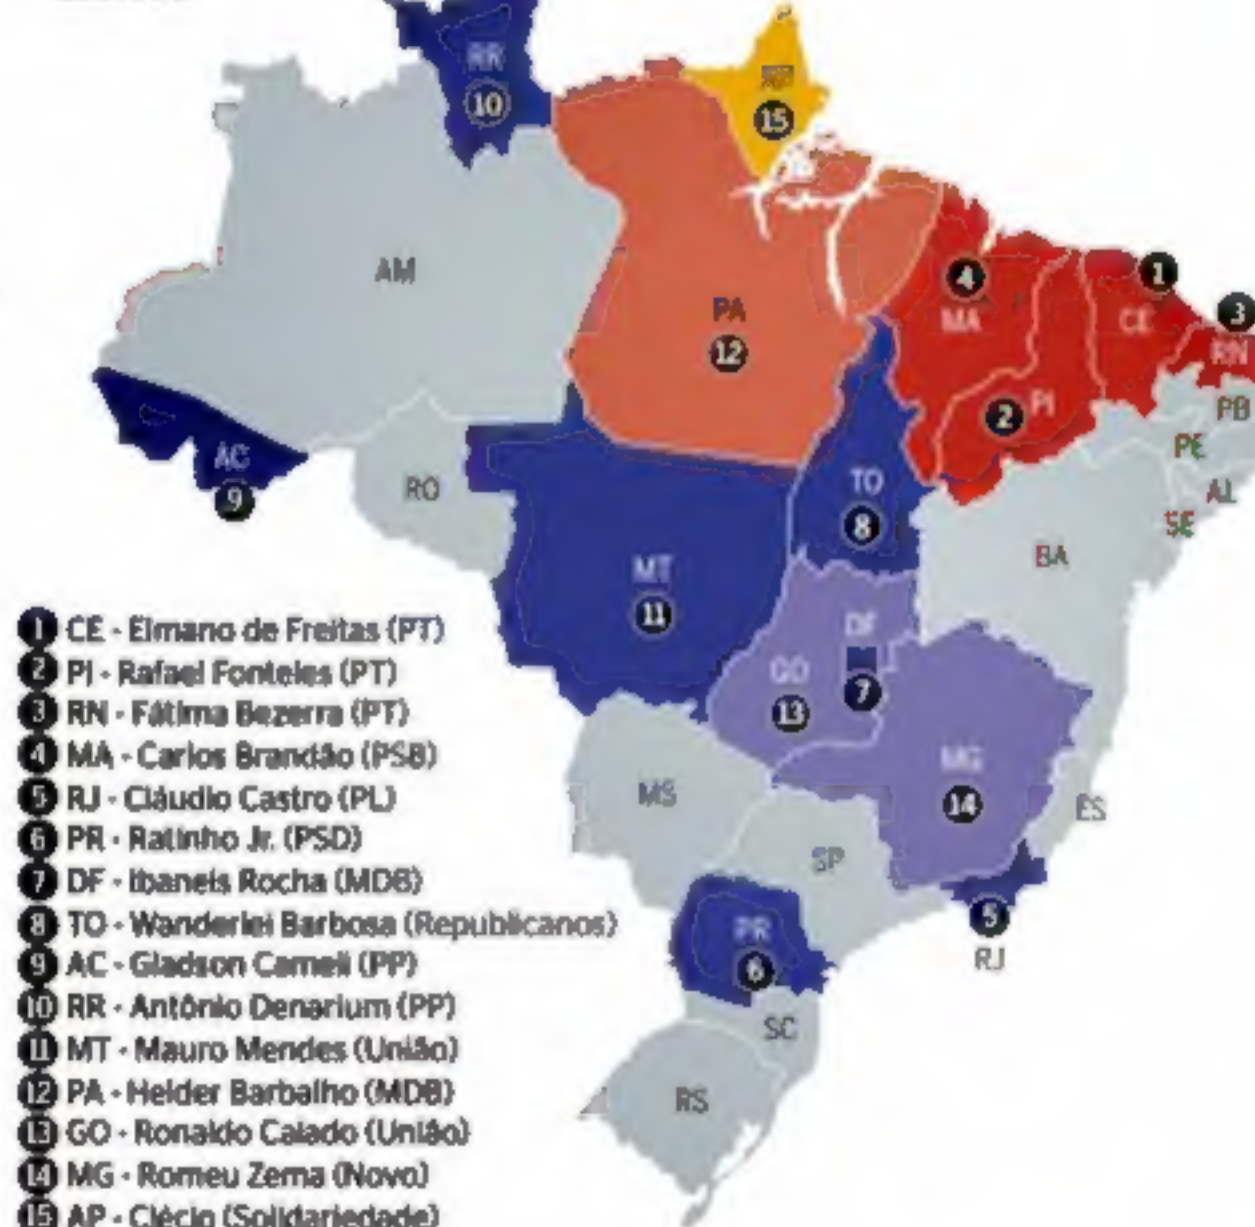 RR
10
15
AM
PA
12
4
MA
1
CE
3
RN
2
PI
PB
PE
AL
SE
BA
AC
9
RO
TO
8
MT
11
DF
7
GO
13
MG
14
MS
ES
SP
5
RJ
PR
6
SC
RS
1 CE - Elmano de Freitas (PT)
2 PI - Rafael Fonteles (PT)
3 RN - Fátima Bezerra (PT)
4 MA - Carlos Brandão (PSB)
5 RJ - Cláudio Castro (PL)
6 PR - Ratinho Jr. (PSD)
7 DF - Ibaneis Rocha (MDB)
8 TO - Wanderlei Barbosa (Republicanos)
9 AC - Gladson Cameli (PP)
10 RR - Antônio Denarium (PP)
11 MT - Mauro Mendes (União)
12 PA - Helder Barbalho (MDB)
13 GO - Ronaldo Caiado (União)
14 MG - Romeu Zema (Novo)
15 AP - Clécio (Solidariedade)